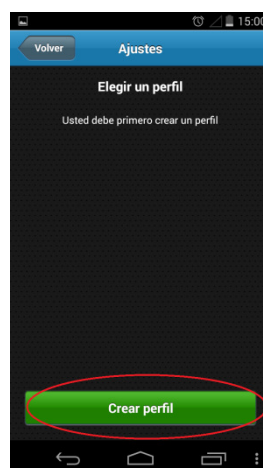 15:00
Volver
Ajustes
Elegir un perfil
Usted debe primero crear un perfil
Crear perfil